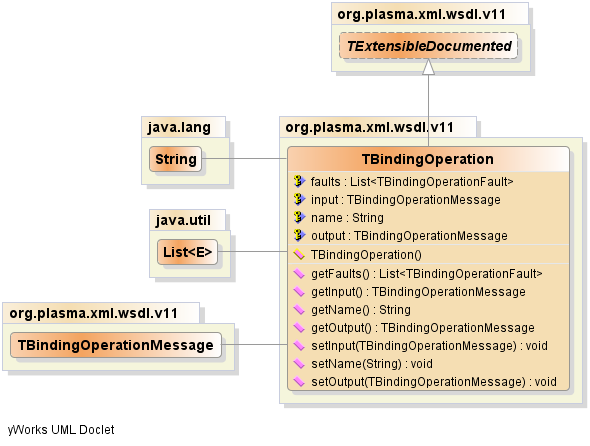 org.plasma.xml.wsdl.v11
TExtensibleDocumented
java.lang
String
java.util
List<E>
org.plasma.xml.wsdl.v11
TBindingOperationMessage
org.plasma.xml.wsdl.v11
TBindingOperation
faults : List<TBindingOperationFault>
input : TBindingOperationMessage
name : String
output : TBindingOperationMessage
TBindingOperation()
getFaults() : List<TBindingOperationFault>
getInput() : TBindingOperationMessage
getName() : String
getOutput() : TBindingOperationMessage
setInput(TBindingOperationMessage) : void
setName(String) : void
setOutput(TBindingOperationMessage) : void
yWorks UML Doclet